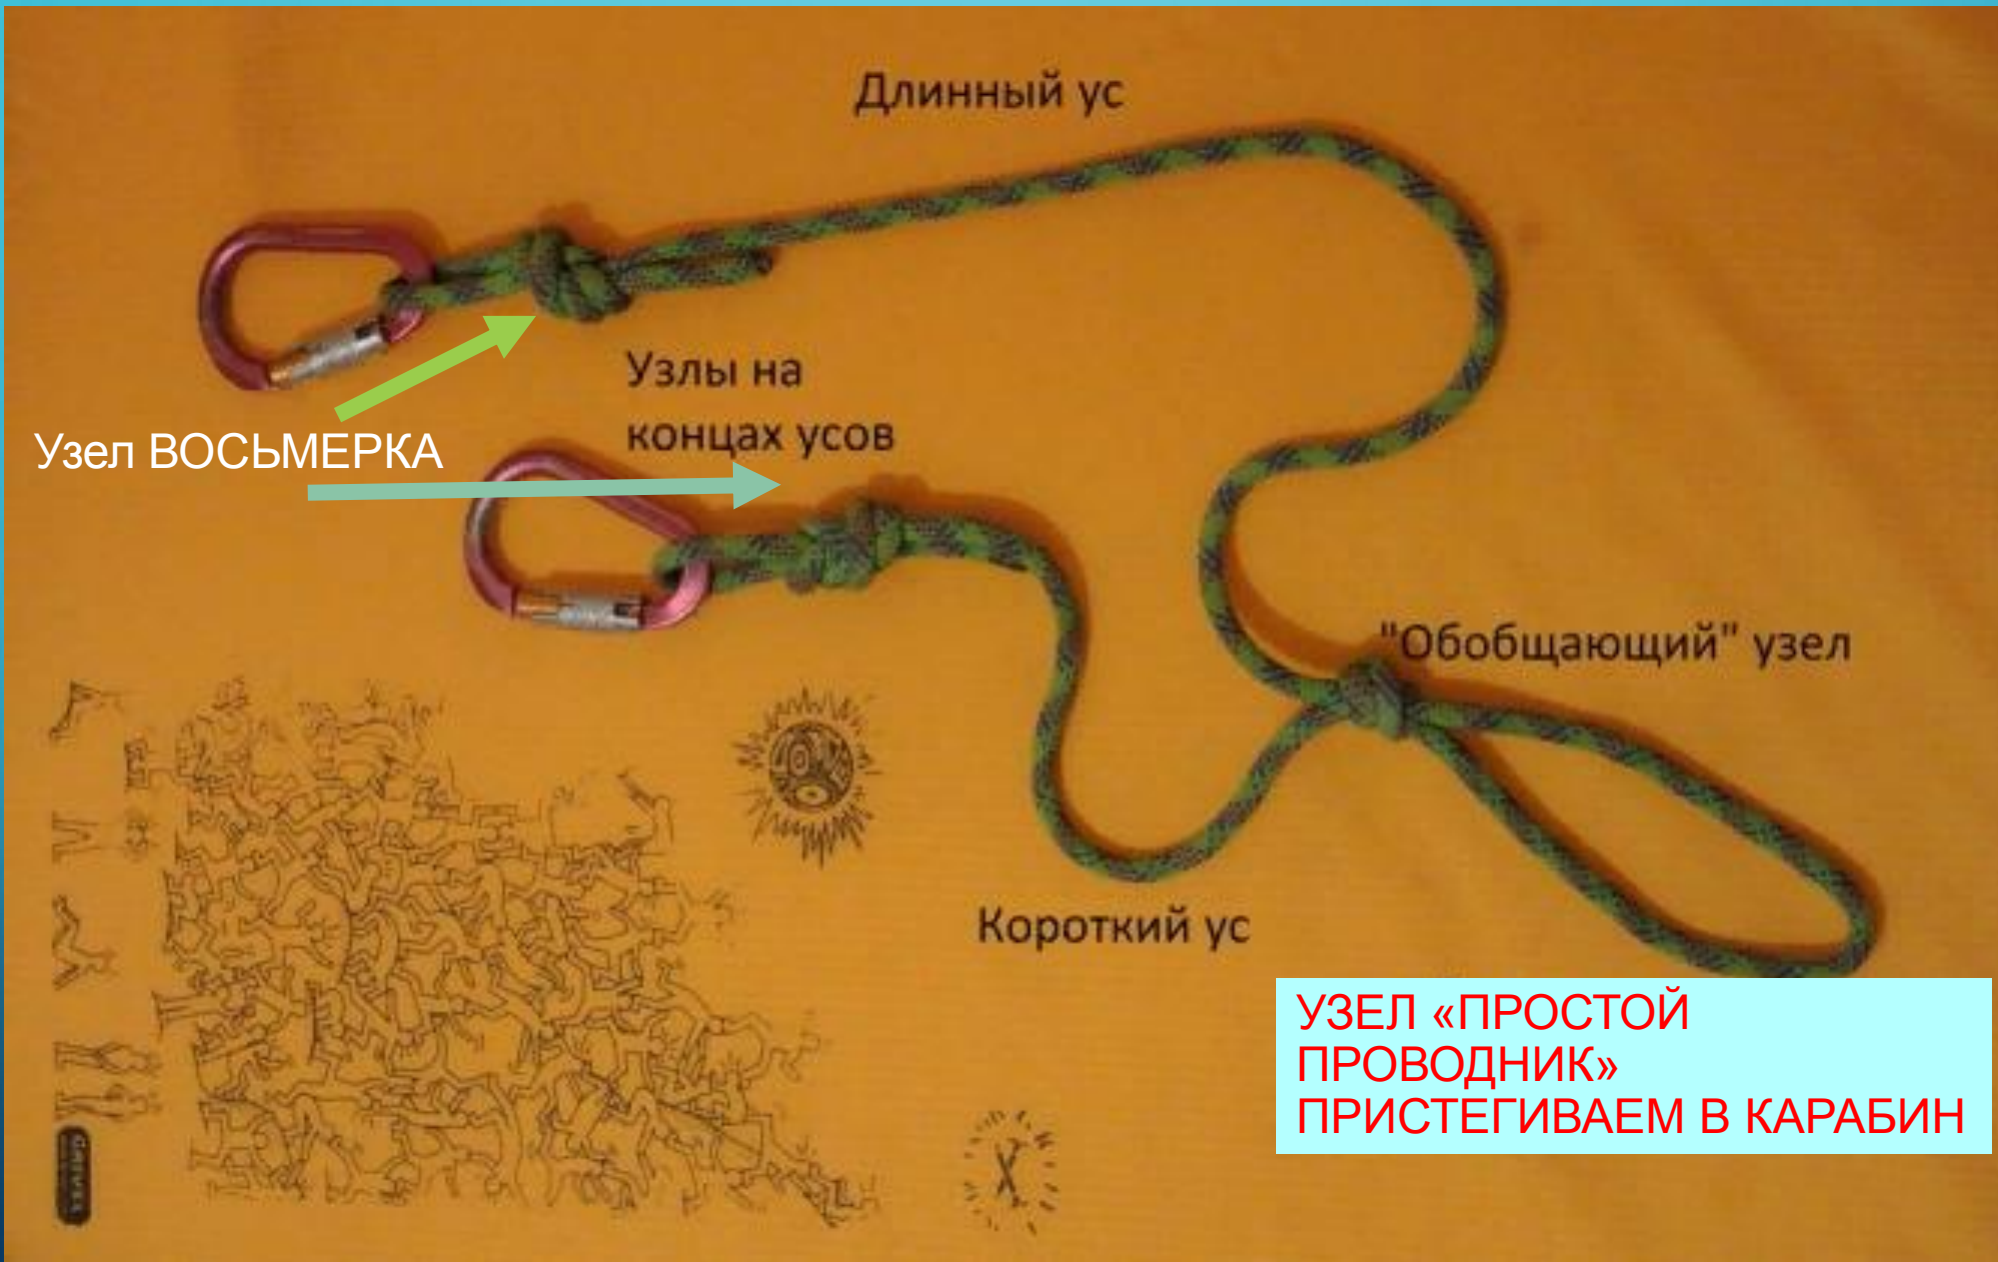 Длинный ус
Узлы на
концах усов
Узел ВОСЬМЕРКА
"Обобщающий" узел
Короткий ус
УЗЕЛ «ПРОСТОЙ
ПРОВОДНИК»
ПРИСТЕГИВАЕМ В КАРАБИН